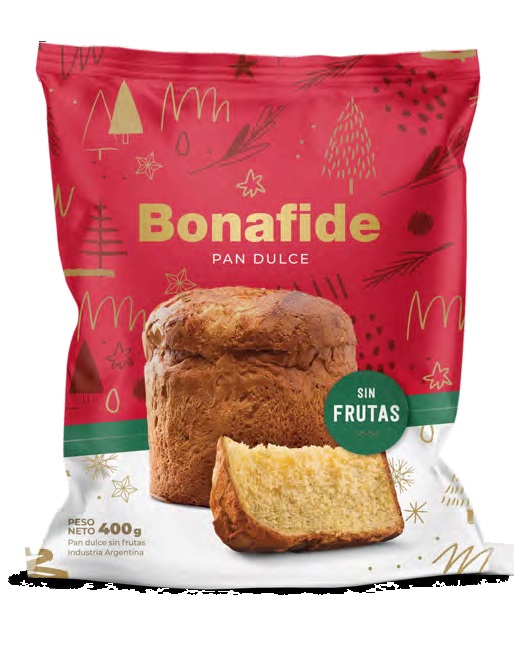 Bonafide
PAN DULCE
SIN
FRUTAS
PESO
NETO 400g
Pan dulce sin frutas
Industria Argentina